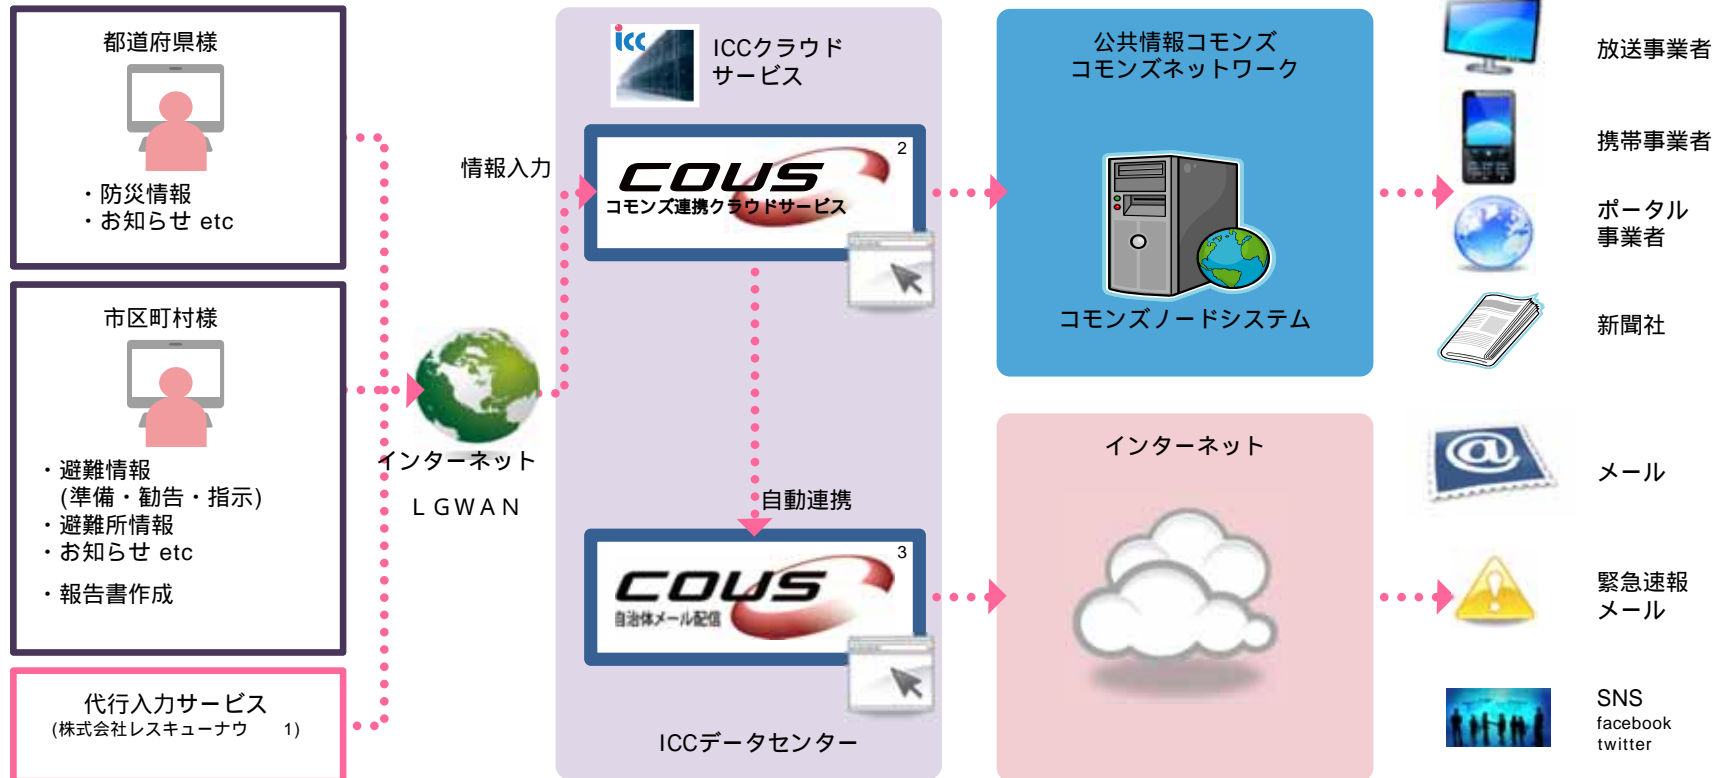 都道府県様
・防災情報
・お知らせ etc
市区町村様
・避難情報
(準備・勧告・指示)
・避難所情報
・お知らせ etc
・報告書作成
代行入力サービス
(株式会社レスキューナウ 1)
インターネット
LGWAN
情報入力
icc
ICCクラウド
サービス
2
COUS
コモンズ連携クラウドサービス
自動連携
3
COUS
自治体メール配信
ICCデータセンター
公共情報コモンズ
コモンズネットワーク
コモンズノードシステム
インターネット
放送事業者
携帯事業者
ポータル
事業者
新聞社
@
メール
緊急速報
メール
SNS
facebook
twitter